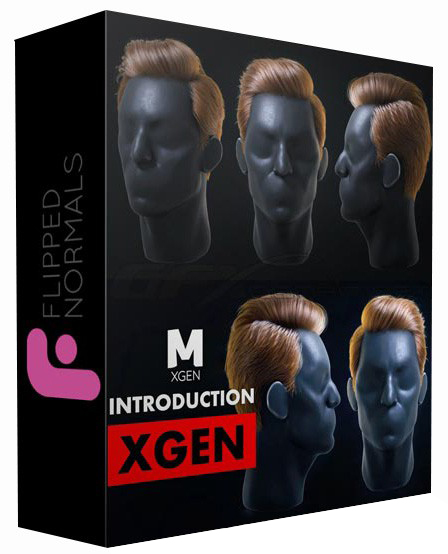 FLIPPED
NORMALS
M
XGEN
INTRODUCTION
XGEN